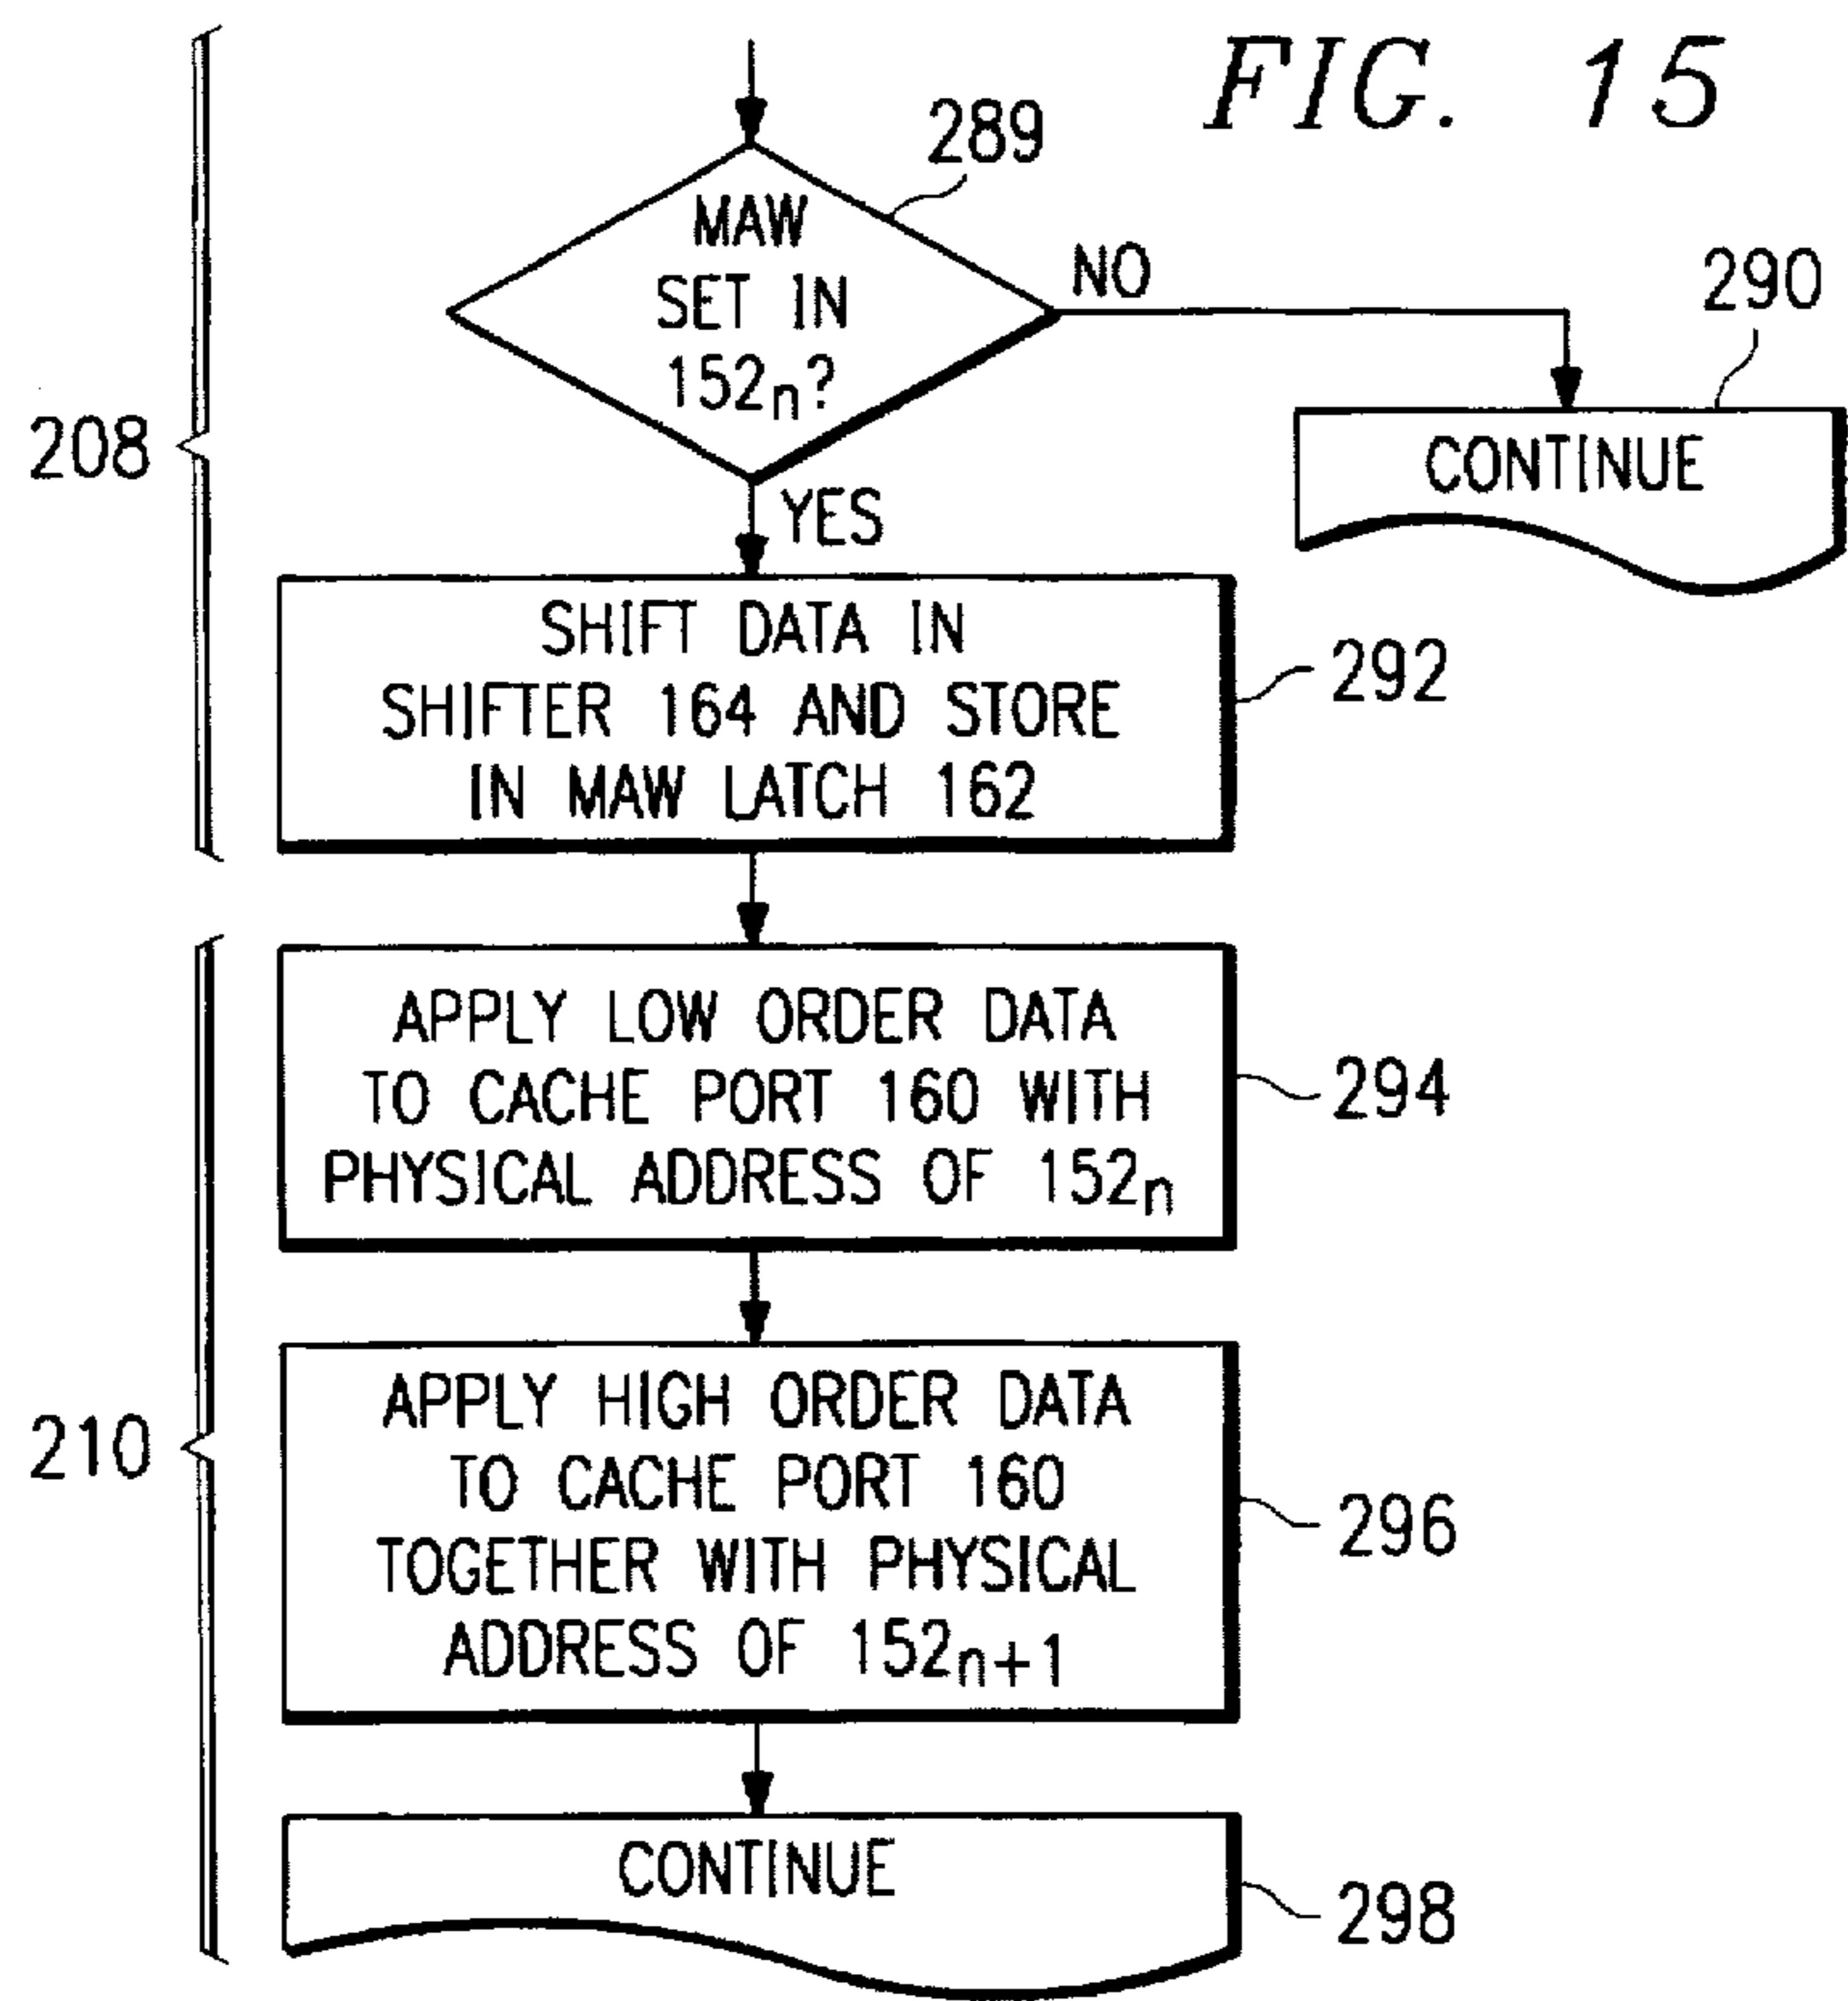 FIG. 15
289
MAW
SET IN
152n?
NO
290
CONTINUE
208
YES
SHIFT DATA IN
SHIFTER 164 AND STORE
IN MAW LATCH 162
292
APPLY LOW ORDER DATA
TO CACHE PORT 160 WITH
PHYSICAL ADDRESS OF 152n
294
210
APPLY HIGH ORDER DATA
TO CACHE PORT 160
TOGETHER WITH PHYSICAL
ADDRESS OF 152n+1
296
CONTINUE
298